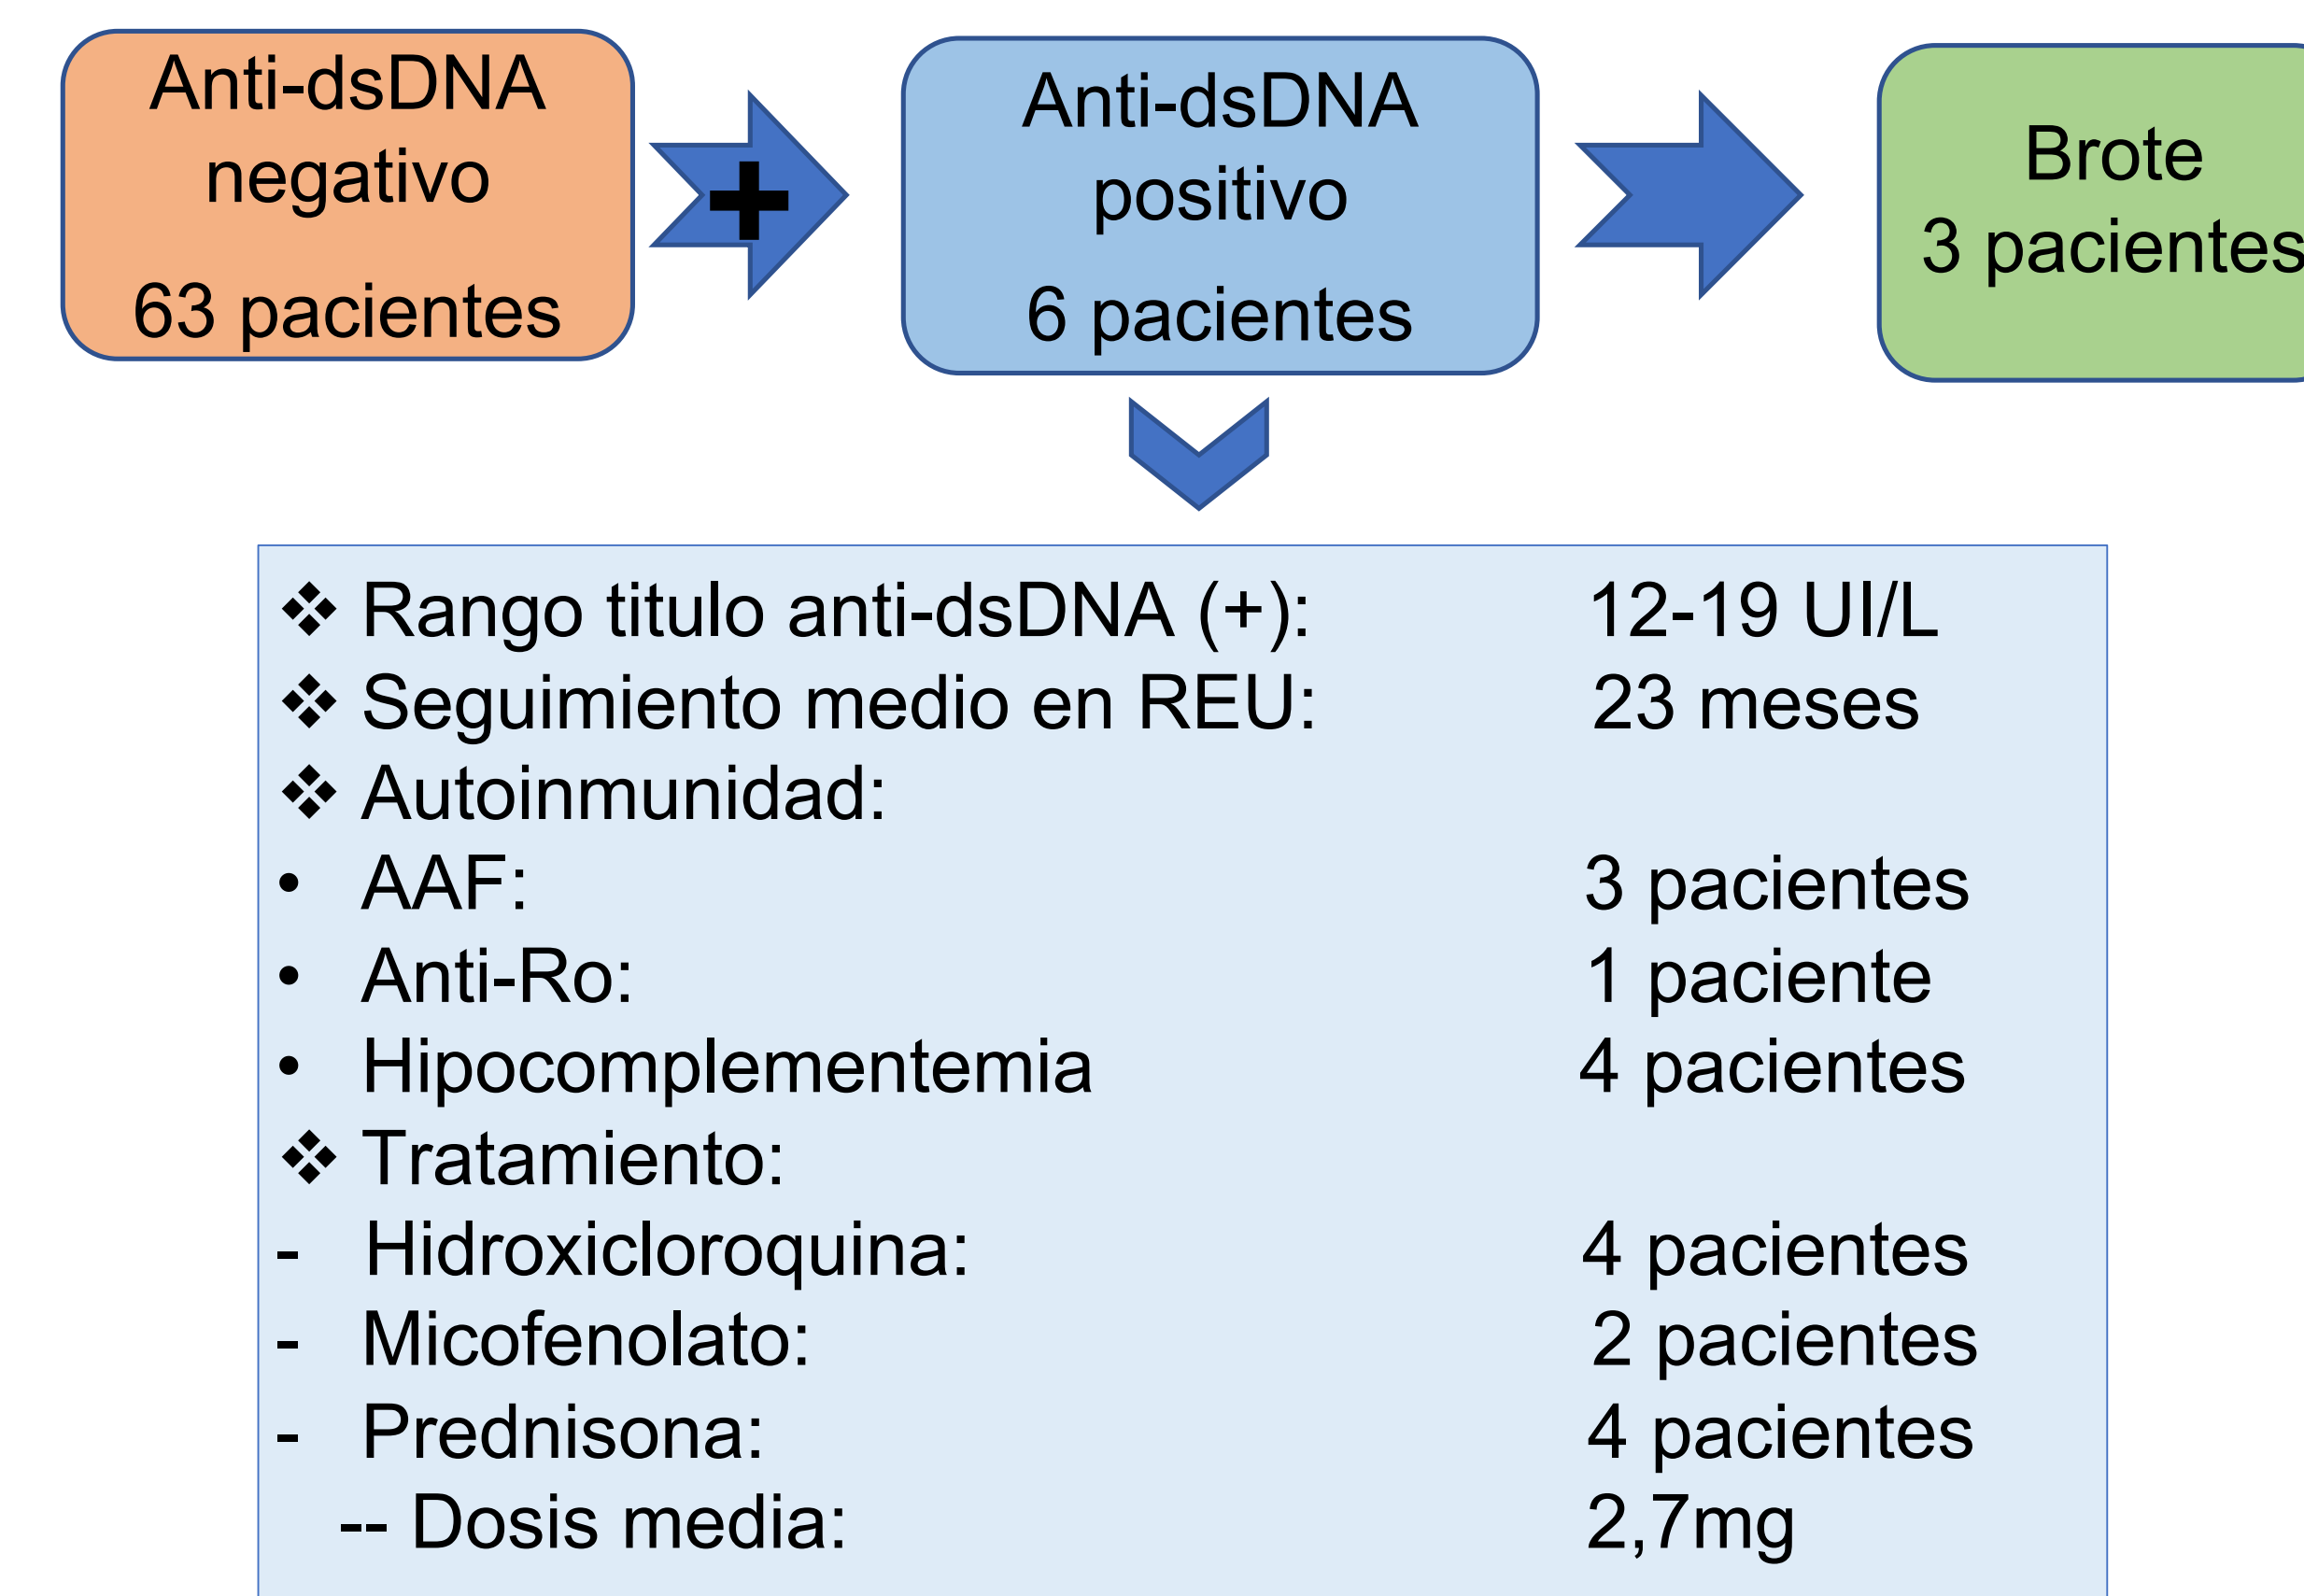 Anti-dsDNA
negativo
63 pacientes
+
Anti-dsDNA
positivo
6 pacientes
Brote
3 pacientes
❖ Rango titulo anti-dsDNA (+): 12-19 UI/L
❖ Seguimiento medio en REU: 23 meses
❖ Autoinmunidad:
• AAF: 3 pacientes
• Anti-Ro: 1 paciente
• Hipocomplementemia 4 pacientes
❖ Tratamiento:
- Hidroxicloroquina: 4 pacientes
- Micofenolato: 2 pacientes
- Prednisona: 4 pacientes
-- Dosis media: 2,7mg